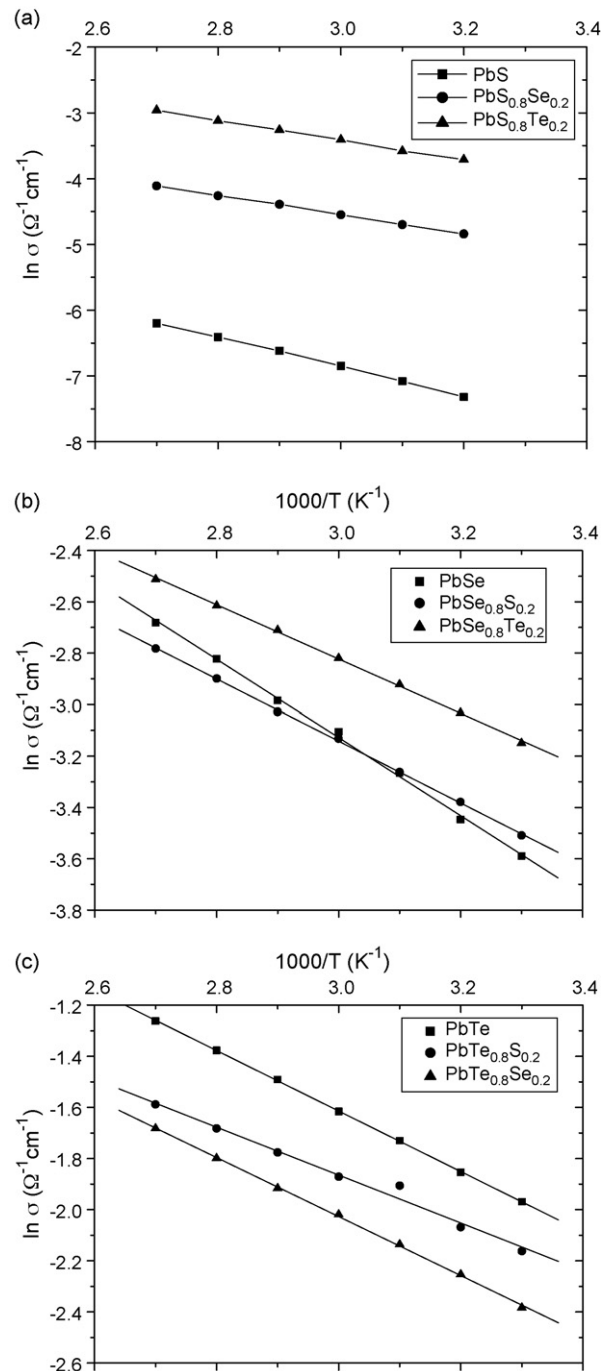 (a)
2.6 2.8 3.0 3.2 3.4
-2
-3
-4
-5
-6
-7
-8
ln σ (Ω⁻¹cm⁻¹)
PbS
PbS₀.₈Se₀.₂
PbS₀.₈Te₀.₂
(b)
1000/T (K⁻¹)
2.6 2.8 3.0 3.2 3.4
-2.4
-2.6
-2.8
-3.0
-3.2
-3.4
-3.6
-3.8
ln σ (Ω⁻¹cm⁻¹)
PbSe
PbSe₀.₈S₀.₂
PbSe₀.₈Te₀.₂
(c)
1000/T (K⁻¹)
2.6 2.8 3.0 3.2 3.4
-1.2
-1.4
-1.6
-1.8
-2.0
-2.2
-2.4
-2.6
ln σ (Ω⁻¹cm⁻¹)
PbTe
PbTe₀.₈S₀.₂
PbTe₀.₈Se₀.₂